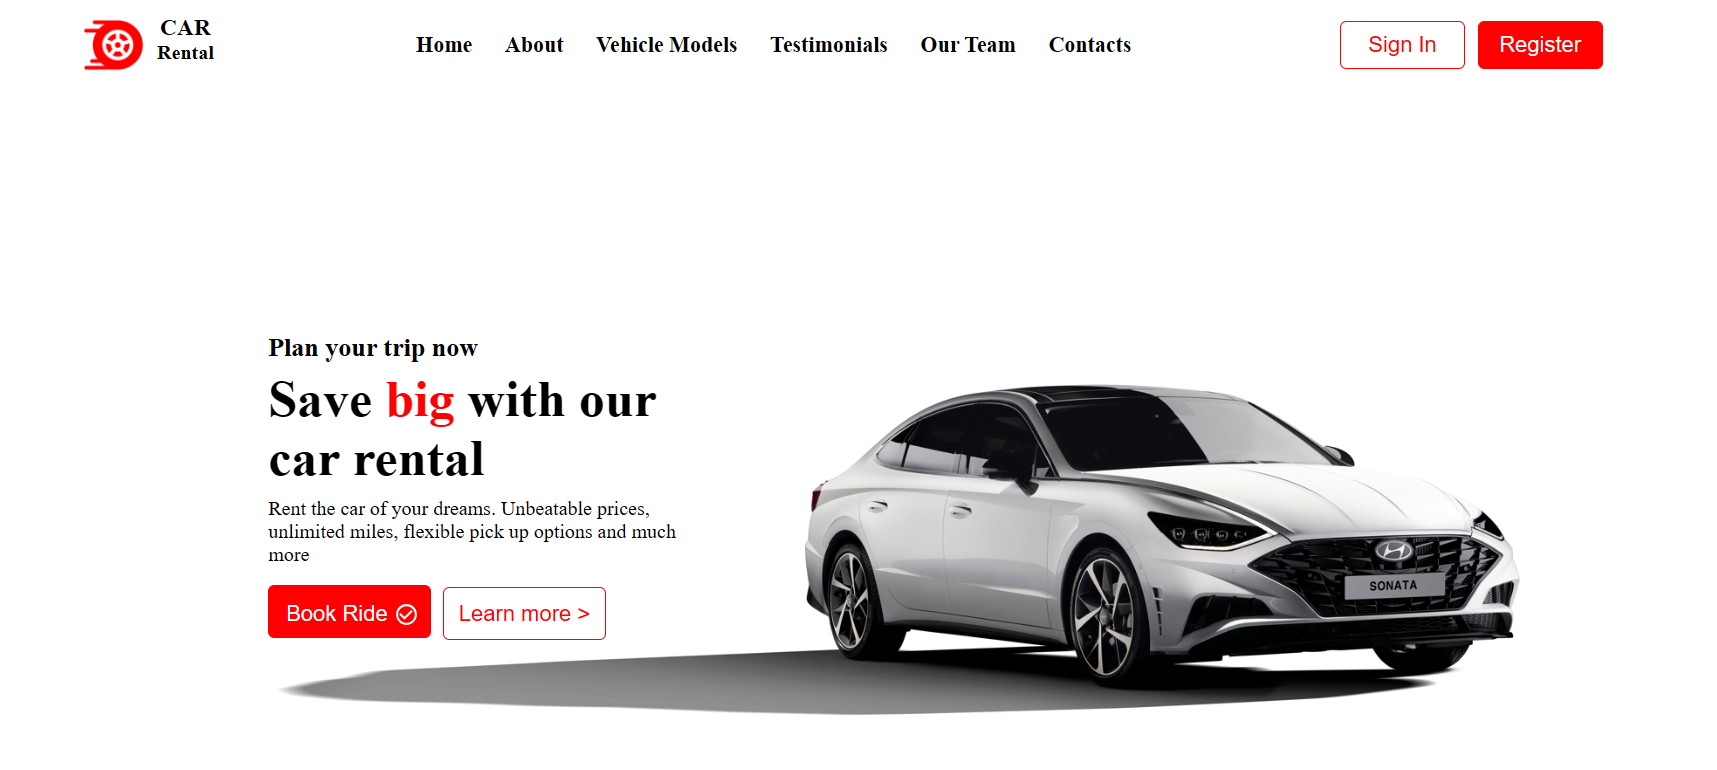 CAR
Rental
Home About Vehicle Models Testimonials Our Team Contacts
Sign In Register
Plan your trip now
Save big with our
car rental
Rent the car of your dreams. Unbeatable prices,
unlimited miles, flexible pick up options and much
more
Book Ride Learn more >
SONATA